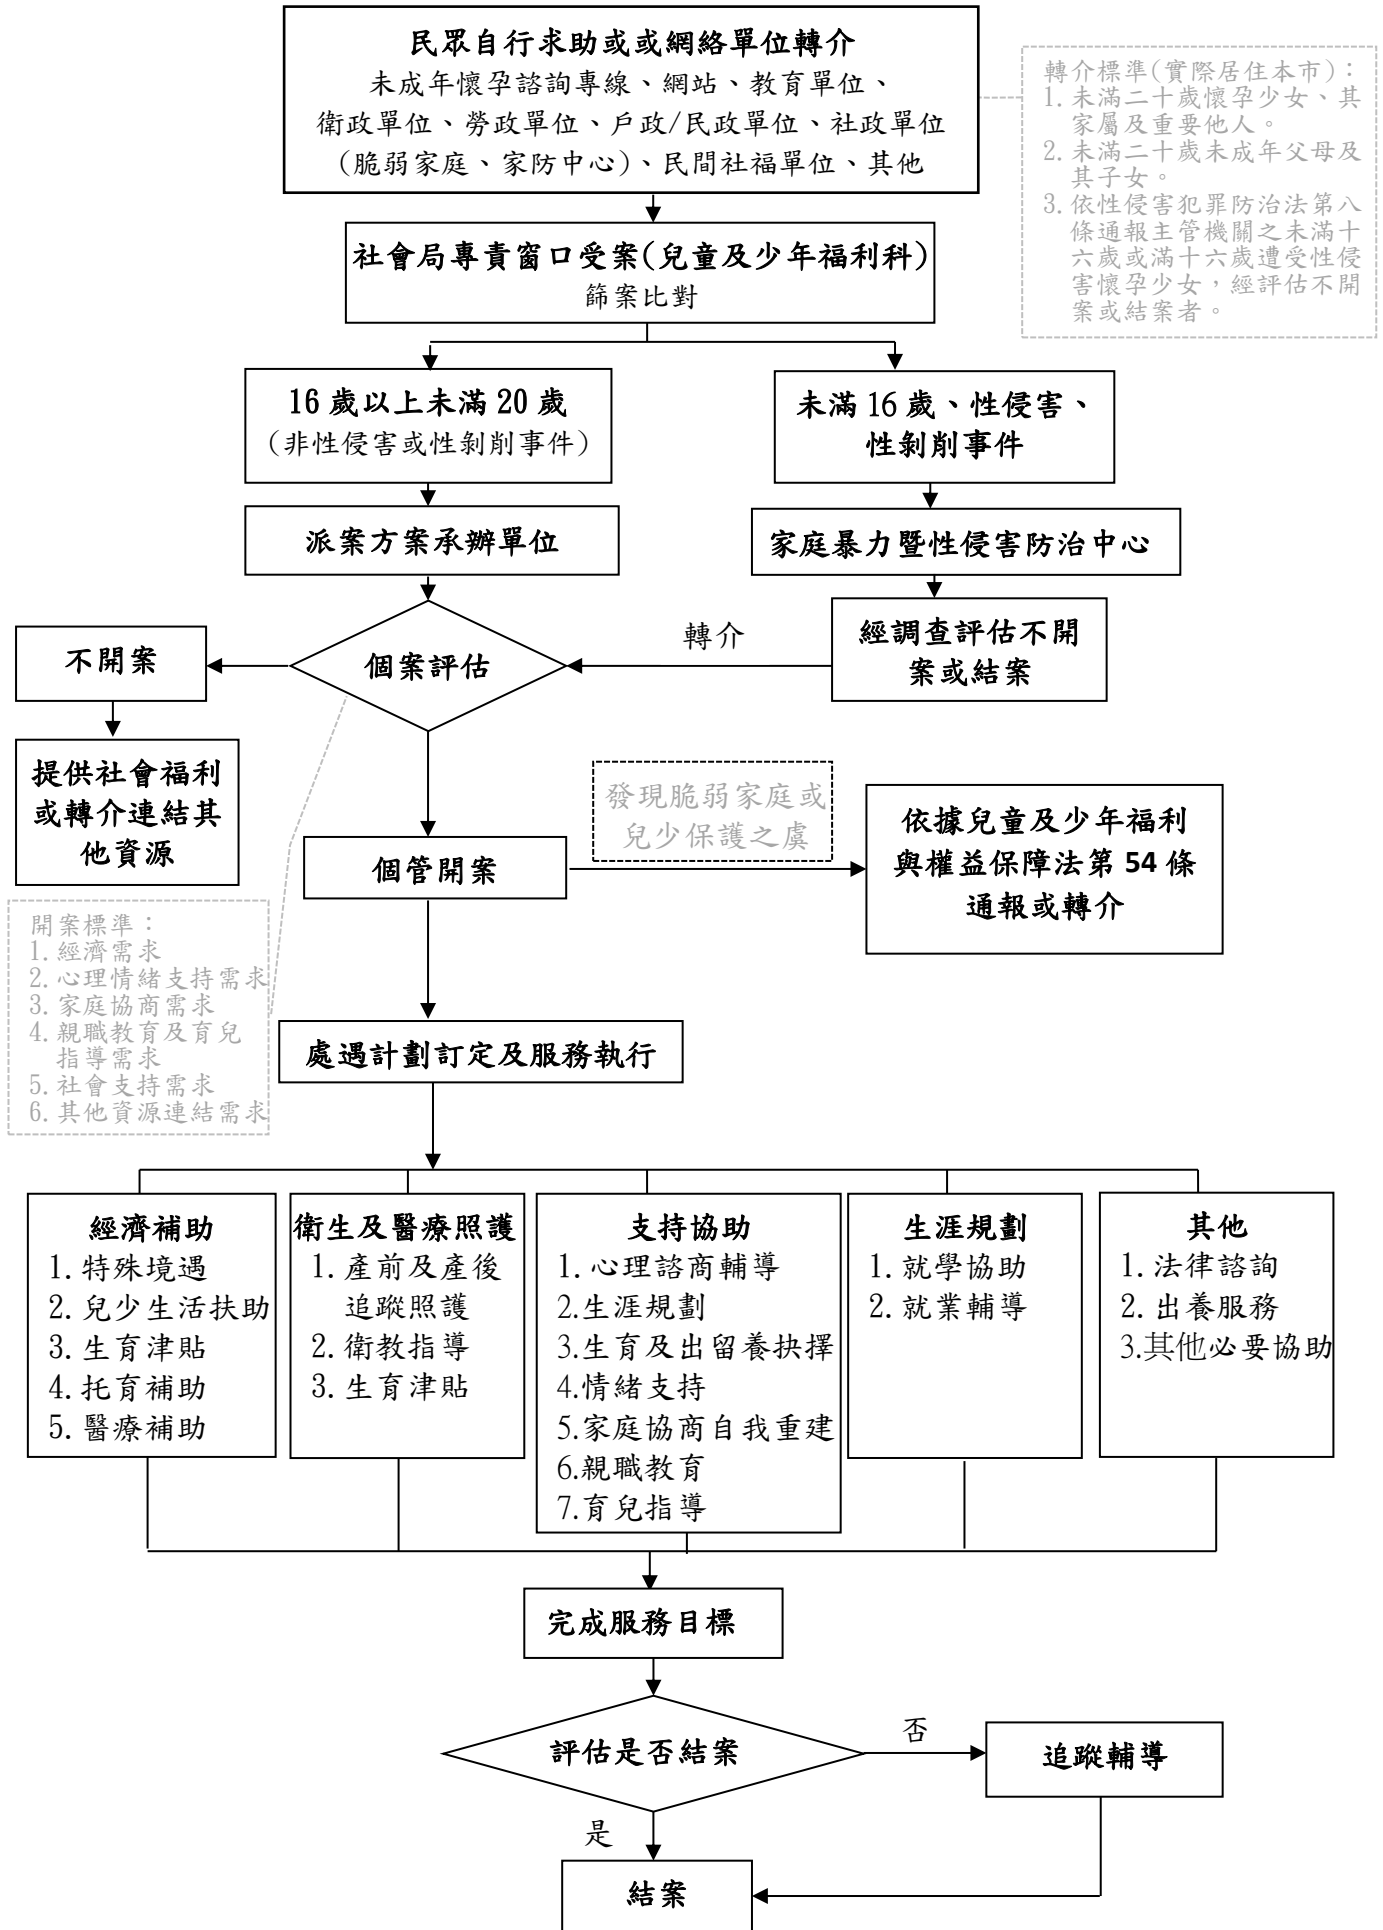 民眾自行求助或或網絡單位轉介
未成年懷孕諮詢專線、網站、教育單位、
衛政單位、勞政單位、戶政/民政單位、社政單位
(脆弱家庭、家防中心)、民間社福單位、其他
轉介標準(實際居住本市)：
1. 未滿二十歲懷孕少女、其
家屬及重要他人。
2. 未滿二十歲未成年父母及
其子女。
3. 依性侵害犯罪防治法第八
條通報主管機關之未滿十
六歲或滿十六歲遭受性侵
害懷孕少女，經評估不開
案或結案者。
社會局專責窗口受案(兒童及少年福利科)
篩案比對
16 歲以上未滿 20 歲
(非性侵害或性剝削事件)
未滿 16 歲、性侵害、
性剝削事件
派案方案承辦單位
家庭暴力暨性侵害防治中心
個案評估
轉介
經調查評估不開
案或結案
不開案
提供社會福利
或轉介連結其
他資源
個管開案
發現脆弱家庭或
兒少保護之虞
依據兒童及少年福利
與權益保障法第 54 條
通報或轉介
開案標準：
1. 經濟需求
2. 心理情緒支持需求
3. 家庭協商需求
4. 親職教育及育兒
指導需求
5. 社會支持需求
6. 其他資源連結需求
處遇計劃訂定及服務執行
經濟補助
1. 特殊境遇
2. 兒少生活扶助
3. 生育津貼
4. 托育補助
5. 醫療補助
衛生及醫療照護
1. 產前及產後
追蹤照護
2. 衛教指導
3. 生育津貼
支持協助
1. 心理諮商輔導
2.生涯規劃
3.生育及出留養抉擇
4.情緒支持
5.家庭協商自我重建
6.親職教育
7.育兒指導
生涯規劃
1. 就學協助
2. 就業輔導
其他
1. 法律諮詢
2. 出養服務
3.其他必要協助
完成服務目標
評估是否結案
否
追蹤輔導
是
結案